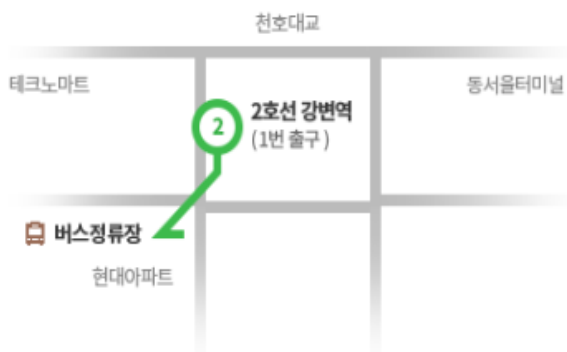 천호대교
테크노마트
동서울터미널
2
2호선 강변역
(1번 출구)
버스정류장
현대아파트